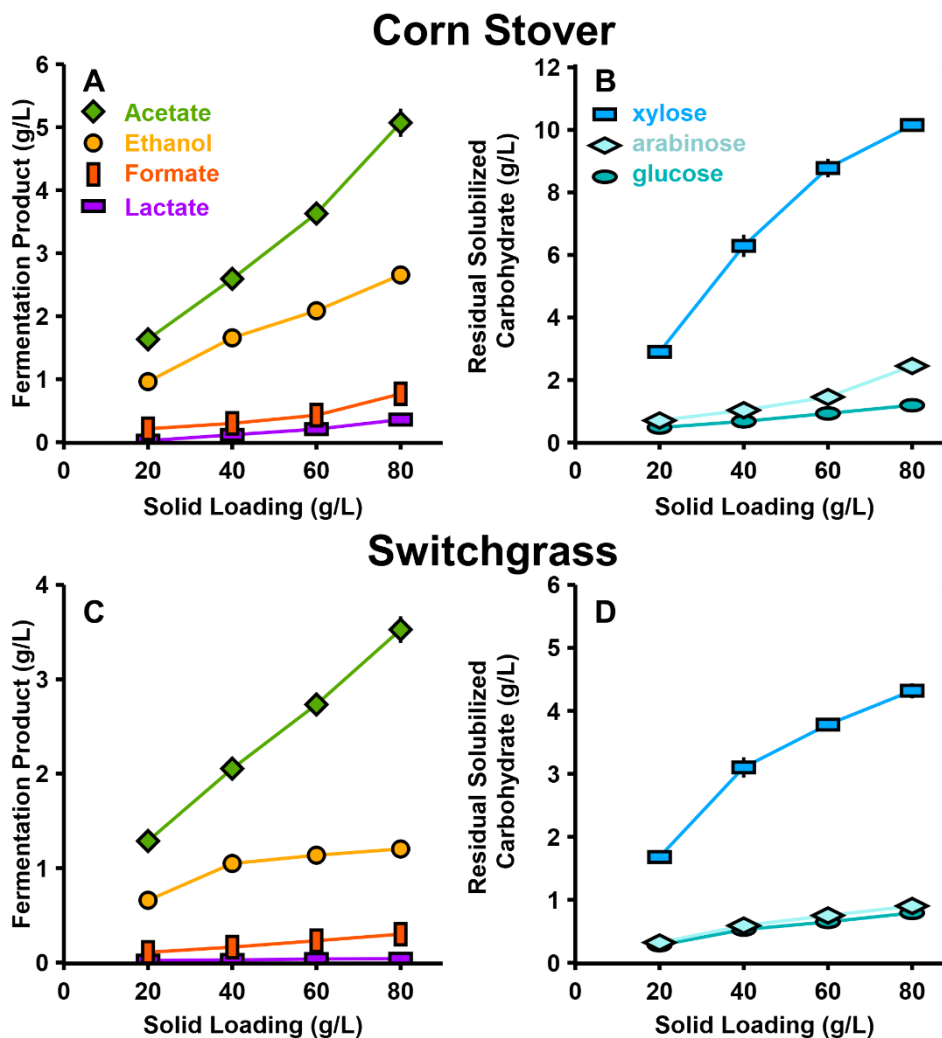 Corn Stover
A
Acetate
Ethanol
Formate
Lactate
Fermentation Product (g/L)
6
5
4
3
2
1
0
0 20 40 60 80
Solid Loading (g/L)
B
xylose
arabinose
glucose
Residual Solubilized
Carbohydrate (g/L)
12
10
8
6
4
2
0
0 20 40 60 80
Solid Loading (g/L)
Switchgrass
C
Fermentation Product (g/L)
4
3
2
1
0
0 20 40 60 80
Solid Loading (g/L)
D
Residual Solubilized
Carbohydrate (g/L)
6
5
4
3
2
1
0
0 20 40 60 80
Solid Loading (g/L)